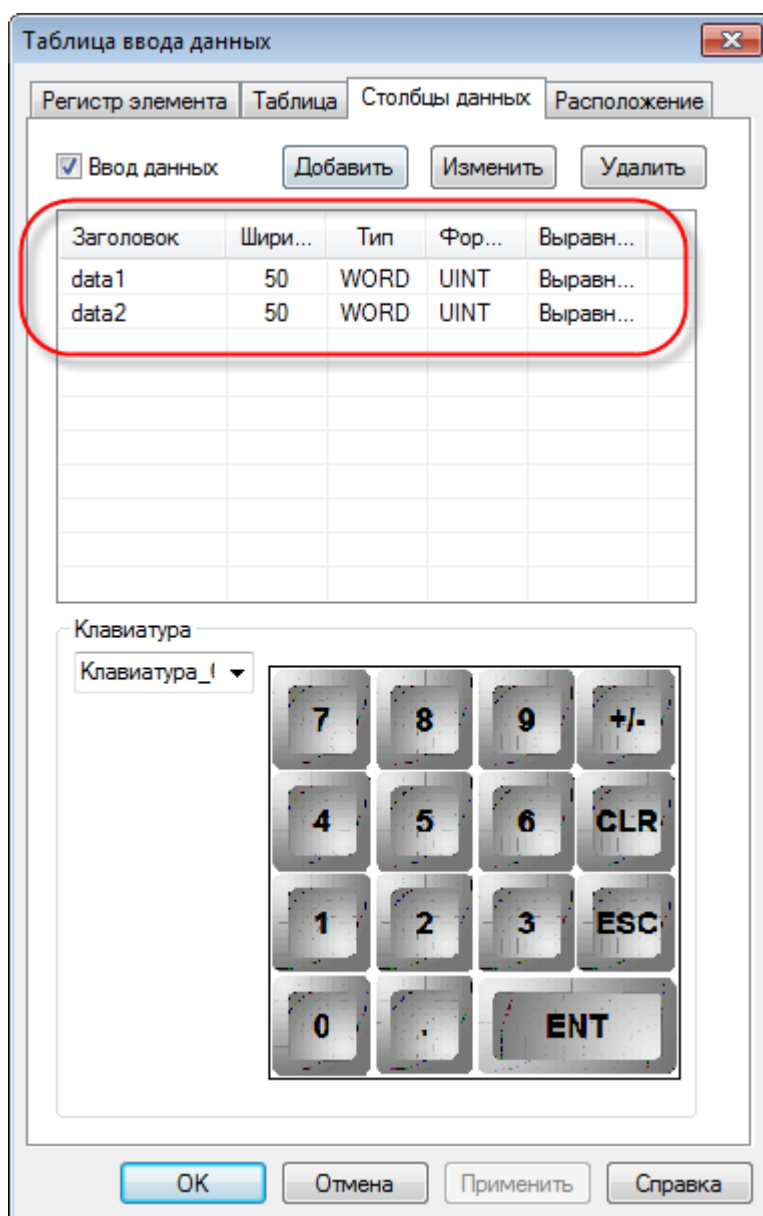 Таблица ввода данных
Регистр элемента Таблица Столбцы данных Расположение
Ввод данных Добавить Изменить Удалить
Заголовок Шири... Тип Фор... Выравн...
data1 50 WORD UINT Выравн...
data2 50 WORD UINT Выравн...
Клавиатура
Клавиатура_
7 8 9 +/-
4 5 6 CLR
1 2 3 ESC
0 . ENT
OK Отмена Применить Справка